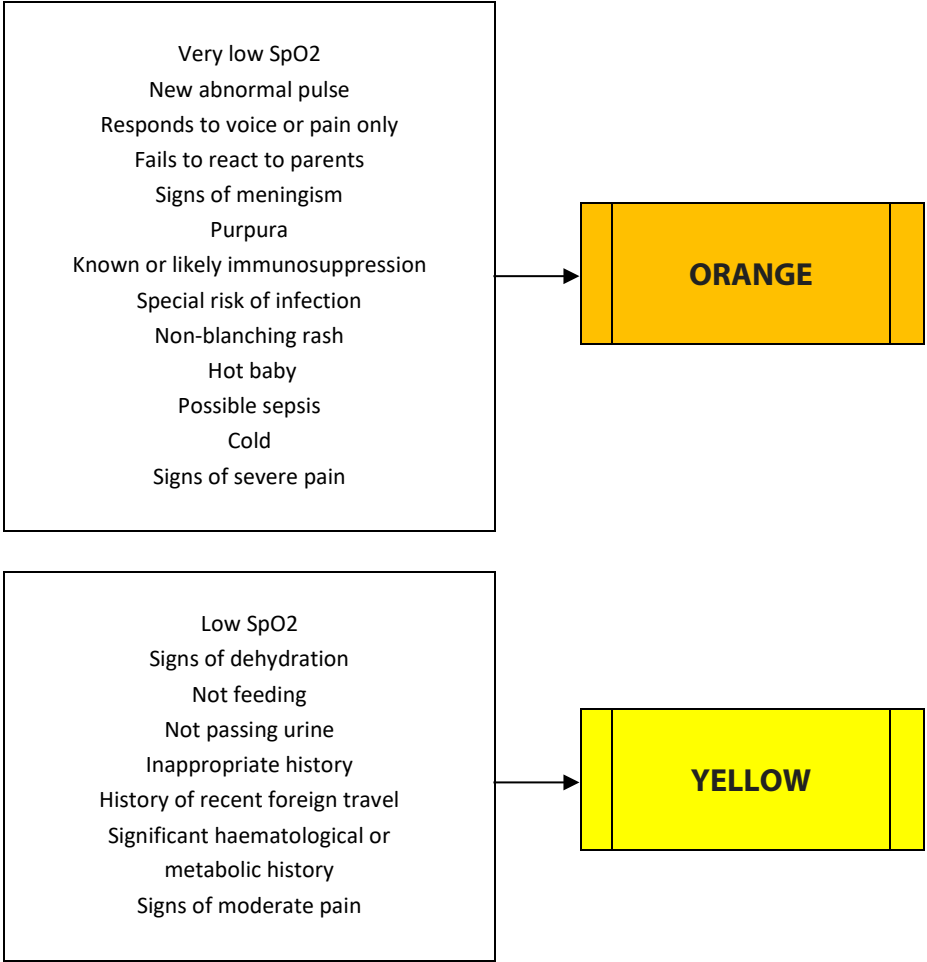 Very low SpO2
New abnormal pulse
Responds to voice or pain only
Fails to react to parents
Signs of meningism
Purpura
Known or likely immunosuppression
Special risk of infection
Non-blanching rash
Hot baby
Possible sepsis
Cold
Signs of severe pain
ORANGE
Low SpO2
Signs of dehydration
Not feeding
Not passing urine
Inappropriate history
History of recent foreign travel
Significant haematological or
metabolic history
Signs of moderate pain
YELLOW